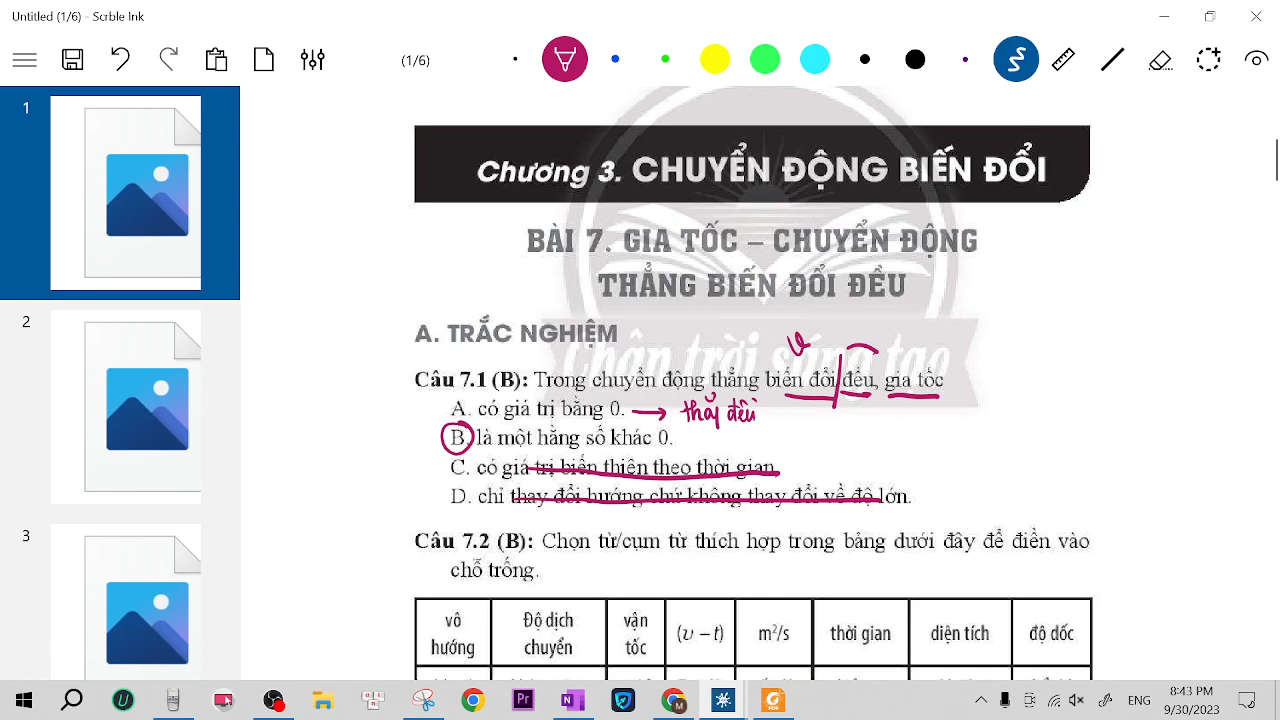 Untitled (1/6) - Scrble Ink
(1/6)
1
2
3
Chương 3. CHUYỂN ĐỘNG BIẾN ĐỔI
BÀI 7. GIA TỐC – CHUYỂN ĐỘNG
THẲNG BIẾN ĐỔI ĐỀU
Chân trời sáng tạo
A. TRẮC NGHIỆM
v
Câu 7.1 (B): Trong chuyển động thẳng biến đổi đều, gia tốc
A. có giá trị bằng 0. → thẳng đều
B. là một hằng số khác 0.
C. có giá trị biến thiên theo thời gian.
D. chỉ thay đổi hướng chứ không thay đổi về độ lớn.
Câu 7.2 (B): Chọn từ/cụm từ thích hợp trong bảng dưới đây để điền vào
chỗ trống.
vô hướng Độ dịch chuyển vận tốc (v – t) m²/s thời gian diện tích độ dốc
ENG 8:43 PM
9/30/2023